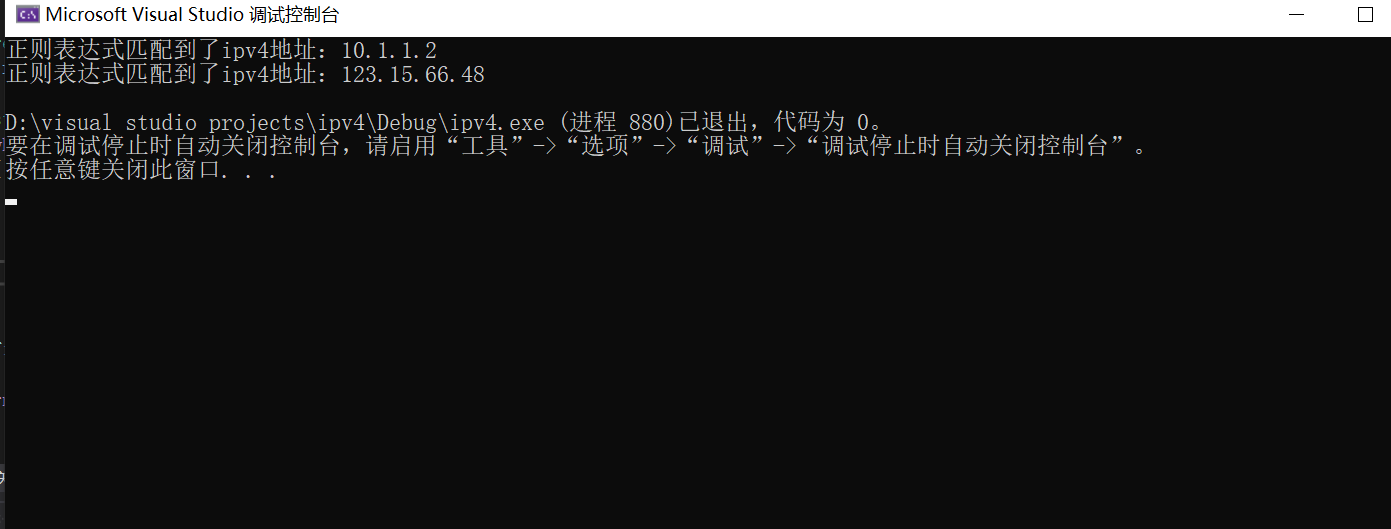 Microsoft Visual Studio 调试控制台
正则表达式匹配到了ipv4地址：10.1.1.2
正则表达式匹配到了ipv4地址：123.15.66.48
D:\visual studio projects\ipv4\Debug\ipv4.exe (进程 880)已退出，代码为 0。
要在调试停止时自动关闭控制台，请启用“工具”->“选项”->“调试”->“调试停止时自动关闭控制台”。
按任意键关闭此窗口. . .